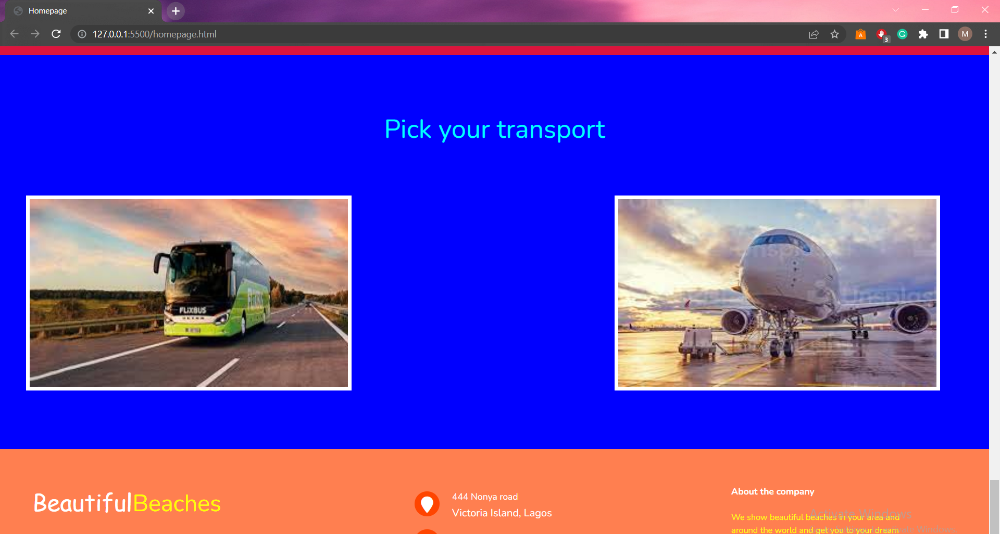 Homepage
127.0.0.1:5500/homepage.html
A
3
G
M
Pick your transport
FLIXBUS
BeautifulBeaches
444 Nonya road
Victoria Island, Lagos
About the company
We show beautiful beaches in your area and
around the world and get you to your dream
Activate Windows